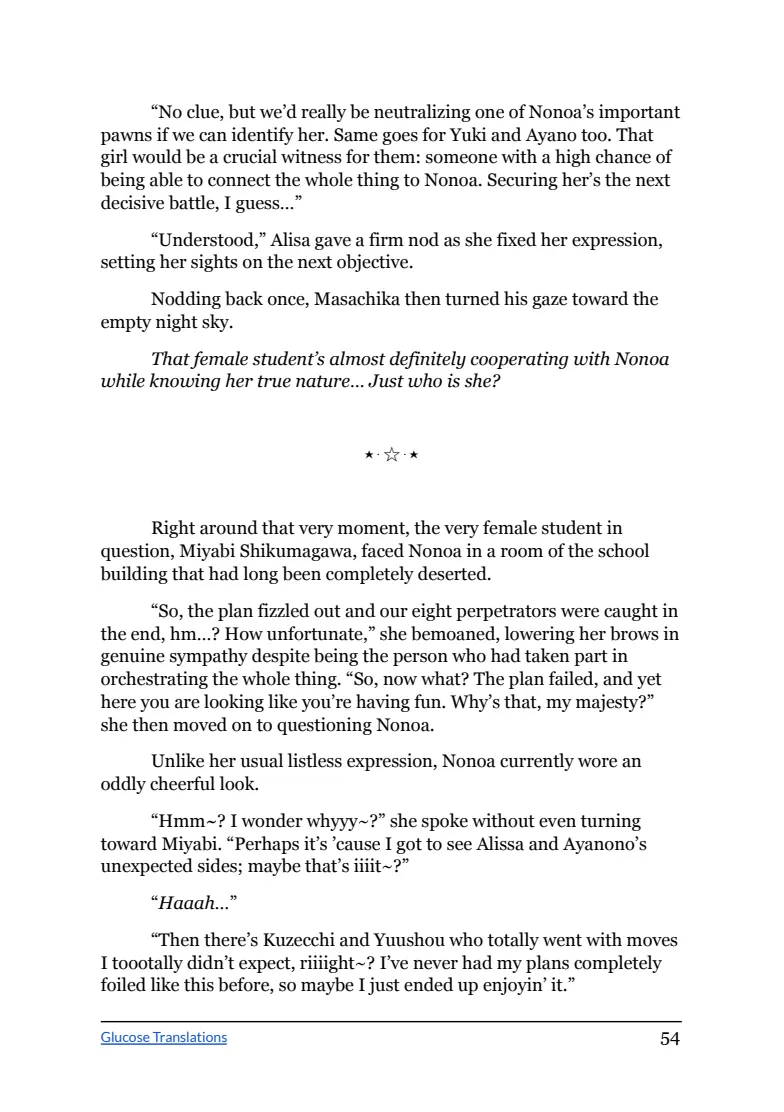 “No clue, but we’d really be neutralizing one of Nonoa’s important
pawns if we can identify her. Same goes for Yuki and Ayano too. That
girl would be a crucial witness for them: someone with a high chance of
being able to connect the whole thing to Nonoa. Securing her’s the next
decisive battle, I guess…”
“Understood,” Alisa gave a firm nod as she fixed her expression,
setting her sights on the next objective.
Nodding back once, Masachika then turned his gaze toward the
empty night sky.
That female student’s almost definitely cooperating with Nonoa
while knowing her true nature… Just who is she?
★·☆·★
Right around that very moment, the very female student in
question, Miyabi Shikumagawa, faced Nonoa in a room of the school
building that had long been completely deserted.
“So, the plan fizzled out and our eight perpetrators were caught in
the end, hm…? How unfortunate,” she bemoaned, lowering her brows in
genuine sympathy despite being the person who had taken part in
orchestrating the whole thing. “So, now what? The plan failed, and yet
here you are looking like you’re having fun. Why’s that, my majesty?”
she then moved on to questioning Nonoa.
Unlike her usual listless expression, Nonoa currently wore an
oddly cheerful look.
“Hmm~? I wonder whyyy~?” she spoke without even turning
toward Miyabi. “Perhaps it’s ’cause I got to see Alissa and Ayanono’s
unexpected sides; maybe that’s iiiit~?”
“Haaah…”
“Then there’s Kuzecchi and Yuushou who totally went with moves
I toootally didn’t expect, riiiight~? I’ve never had my plans completely
foiled like this before, so maybe I just ended up enjoyin’ it.”
Glucose Translations
54